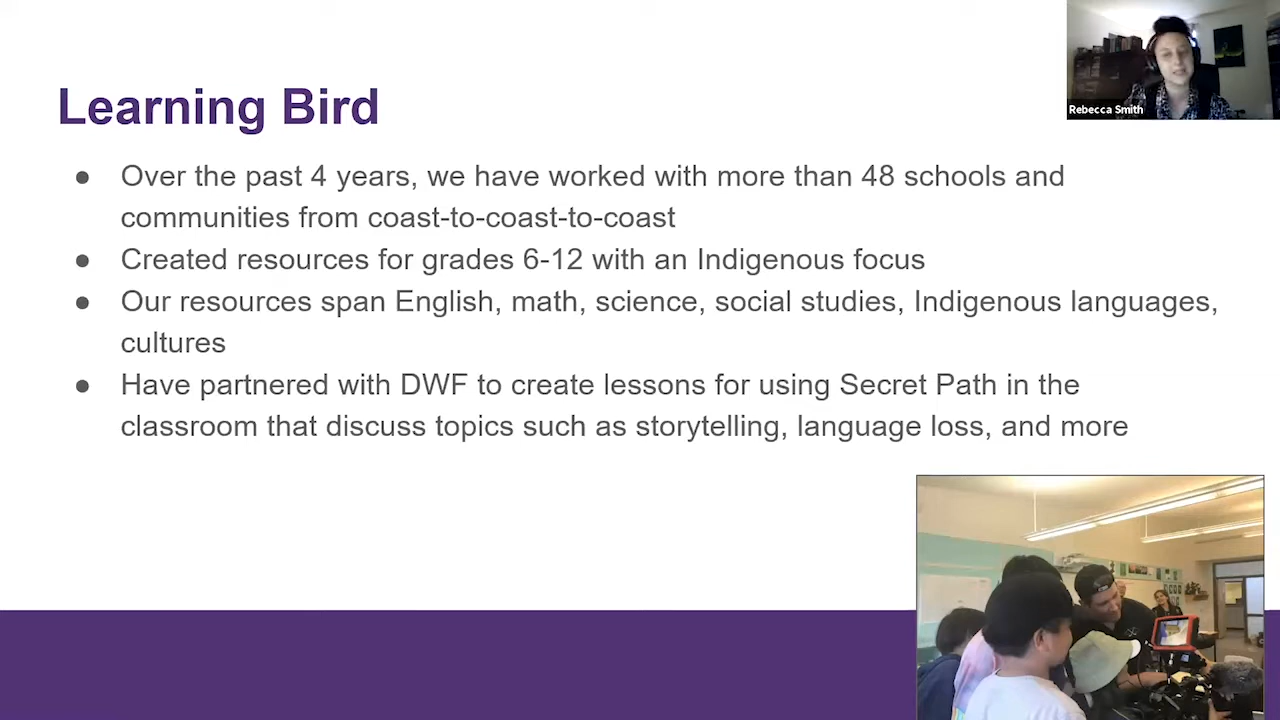 Learning Bird
Rebecca Smith
● Over the past 4 years, we have worked with more than 48 schools and
communities from coast-to-coast-to-coast
● Created resources for grades 6-12 with an Indigenous focus
● Our resources span English, math, science, social studies, Indigenous languages,
cultures
● Have partnered with DWF to create lessons for using Secret Path in the
classroom that discuss topics such as storytelling, language loss, and more